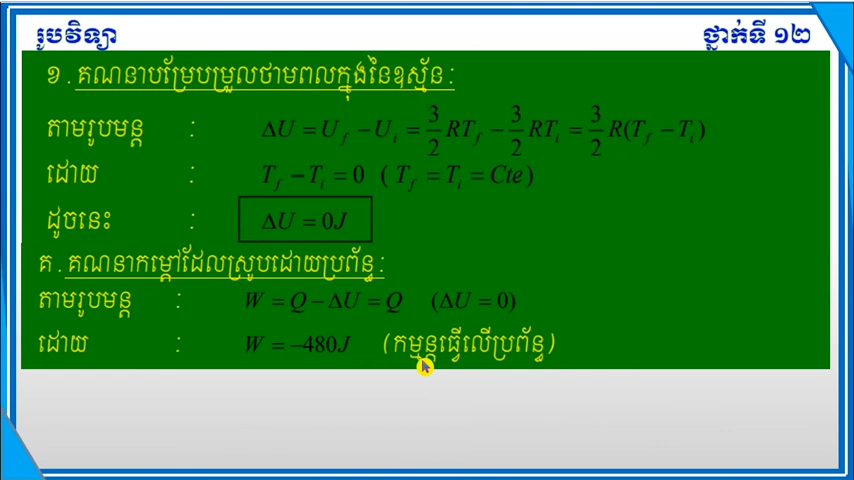 រូបវិទ្យា
ថ្នាក់ទី ១២
ខ . គណនាបម្រែបម្រួលថាមពលក្នុងនៃឧស្ម័ន :
តាមរូបមន្ត : ΔU = U_f − U_i = 3/2 RT_f − 3/2 RT_i = 3/2 R(T_f − T_i)
ដោយ : T_f − T_i = 0 ( T_f = T_i = Cte )
ដូចនេះ : ΔU = 0J
គ . គណនាកម្ដៅដែលស្រូបដោយប្រព័ន្ធ :
តាមរូបមន្ត : W = Q − ΔU = Q (ΔU = 0)
ដោយ : W = −480J (កម្មន្តធ្វើលើប្រព័ន្ធ)